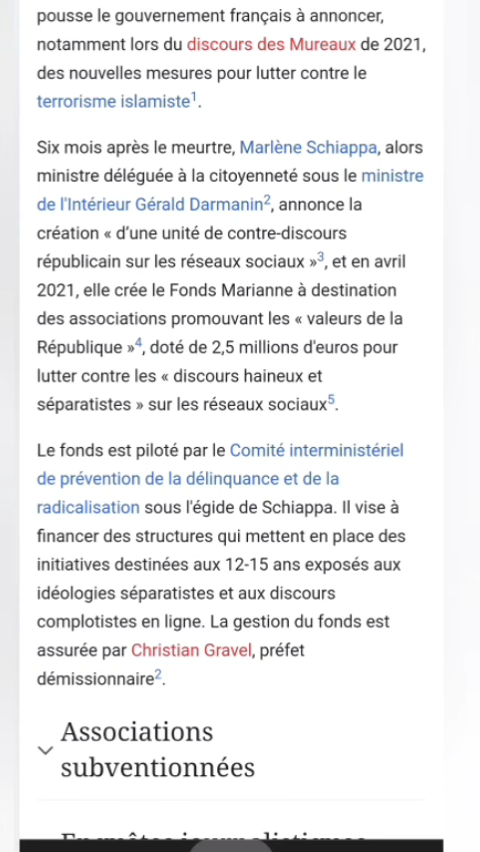 pousse le gouvernement français à annoncer,
notamment lors du discours des Mureaux de 2021,
des nouvelles mesures pour lutter contre le
terrorisme islamiste1.
Six mois après le meurtre, Marlène Schiappa, alors
ministre déléguée à la citoyenneté sous le ministre
de l'Intérieur Gérald Darmanin2, annonce la
création « d'une unité de contre-discours
républicain sur les réseaux sociaux »3, et en avril
2021, elle crée le Fonds Marianne à destination
des associations promouvant les « valeurs de la
République »4, doté de 2,5 millions d'euros pour
lutter contre les « discours haineux et
séparatistes » sur les réseaux sociaux5.
Le fonds est piloté par le Comité interministériel
de prévention de la délinquance et de la
radicalisation sous l'égide de Schiappa. Il vise à
financer des structures qui mettent en place des
initiatives destinées aux 12-15 ans exposés aux
idéologies séparatistes et aux discours
complotistes en ligne. La gestion du fonds est
assurée par Christian Gravel, préfet
démissionnaire2.
Associations
subventionnées
Enquêtes journalistiques